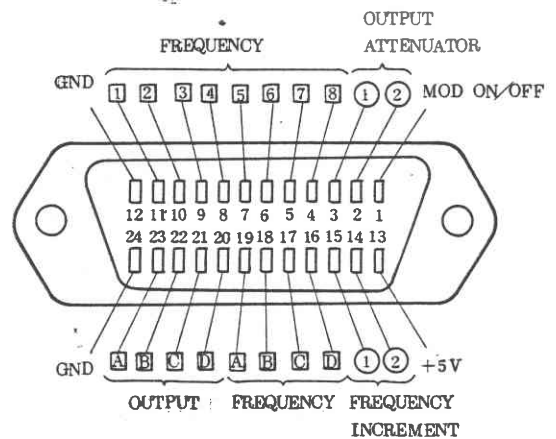 OUTPUT
FREQUENCY ATTENUATOR
GND 1 2 3 4 5 6 7 8 1 2 MOD ON/OFF
12 11 10 9 8 7 6 5 4 3 2 1
24 23 22 21 20 19 18 17 16 15 14 13
GND A B C D A B C D 1 2 +5V
OUTPUT FREQUENCY FREQUENCY
INCREMENT